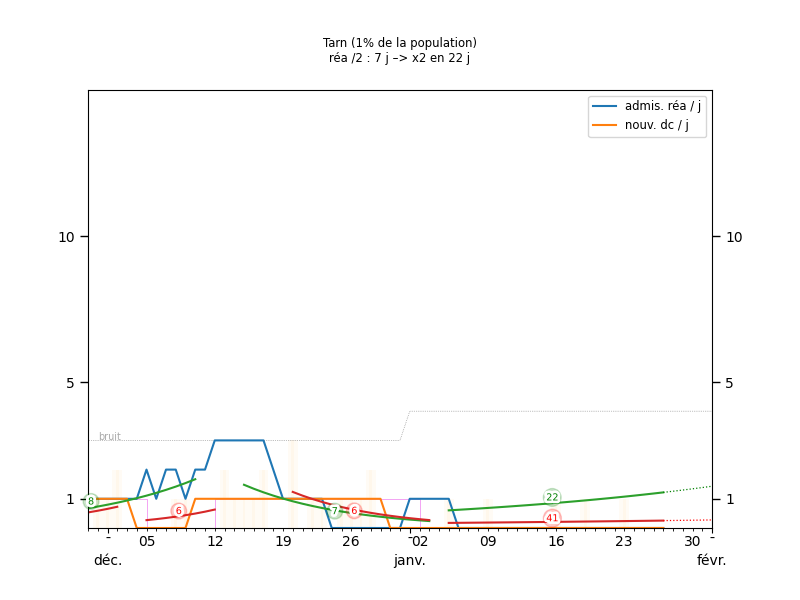 Tarn (1% de la population)
réa /2 : 7 j –> x2 en 22 j
admis. réa / j
nouv. dc / j
10
10
5
5
bruit
1
1
8
6
7
6
22
41
05
12
19
26
02
09
16
23
30
déc.
janv.
févr.